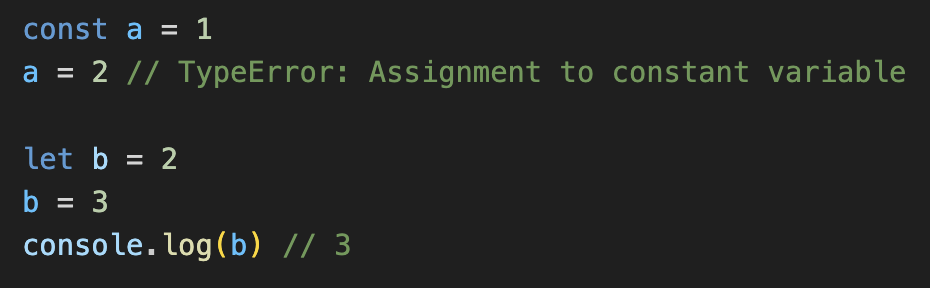 const a = 1
a = 2 // TypeError: Assignment to constant variable
let b = 2
b = 3
console.log(b) // 3